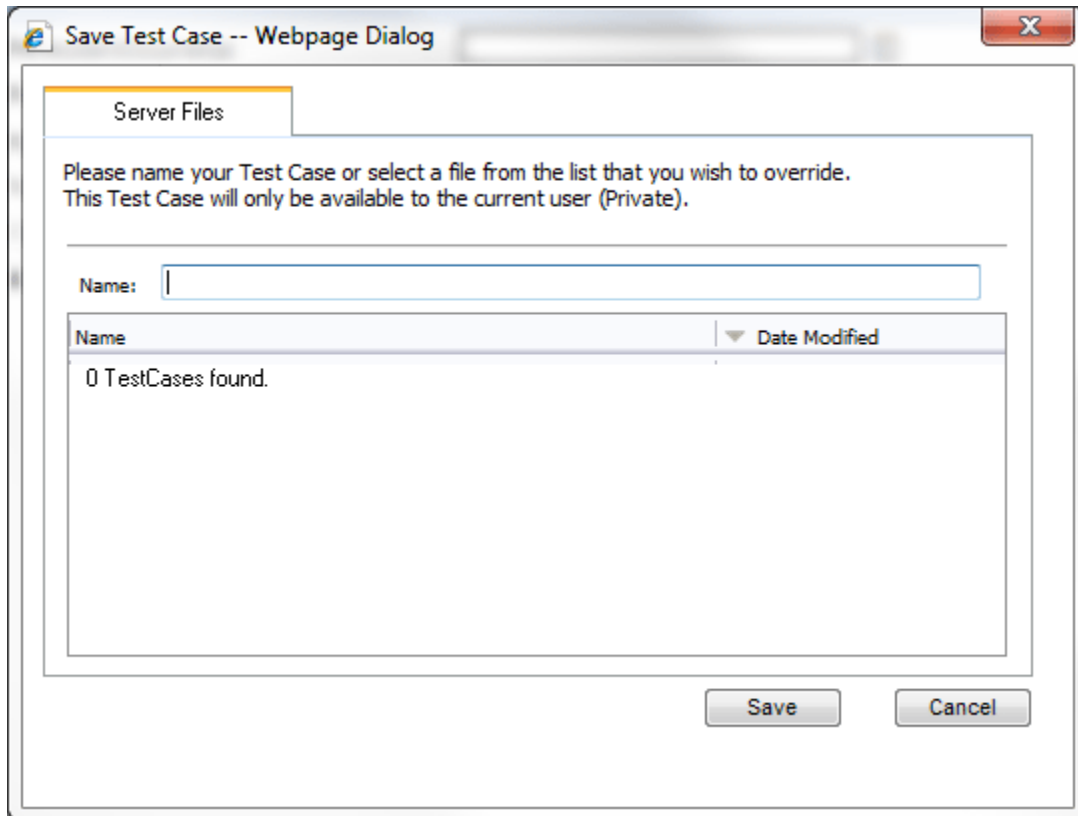 Save Test Case -- Webpage Dialog
Server Files
Please name your Test Case or select a file from the list that you wish to override.
This Test Case will only be available to the current user (Private).
Name:
Name Date Modified
0 TestCases found.
Save Cancel